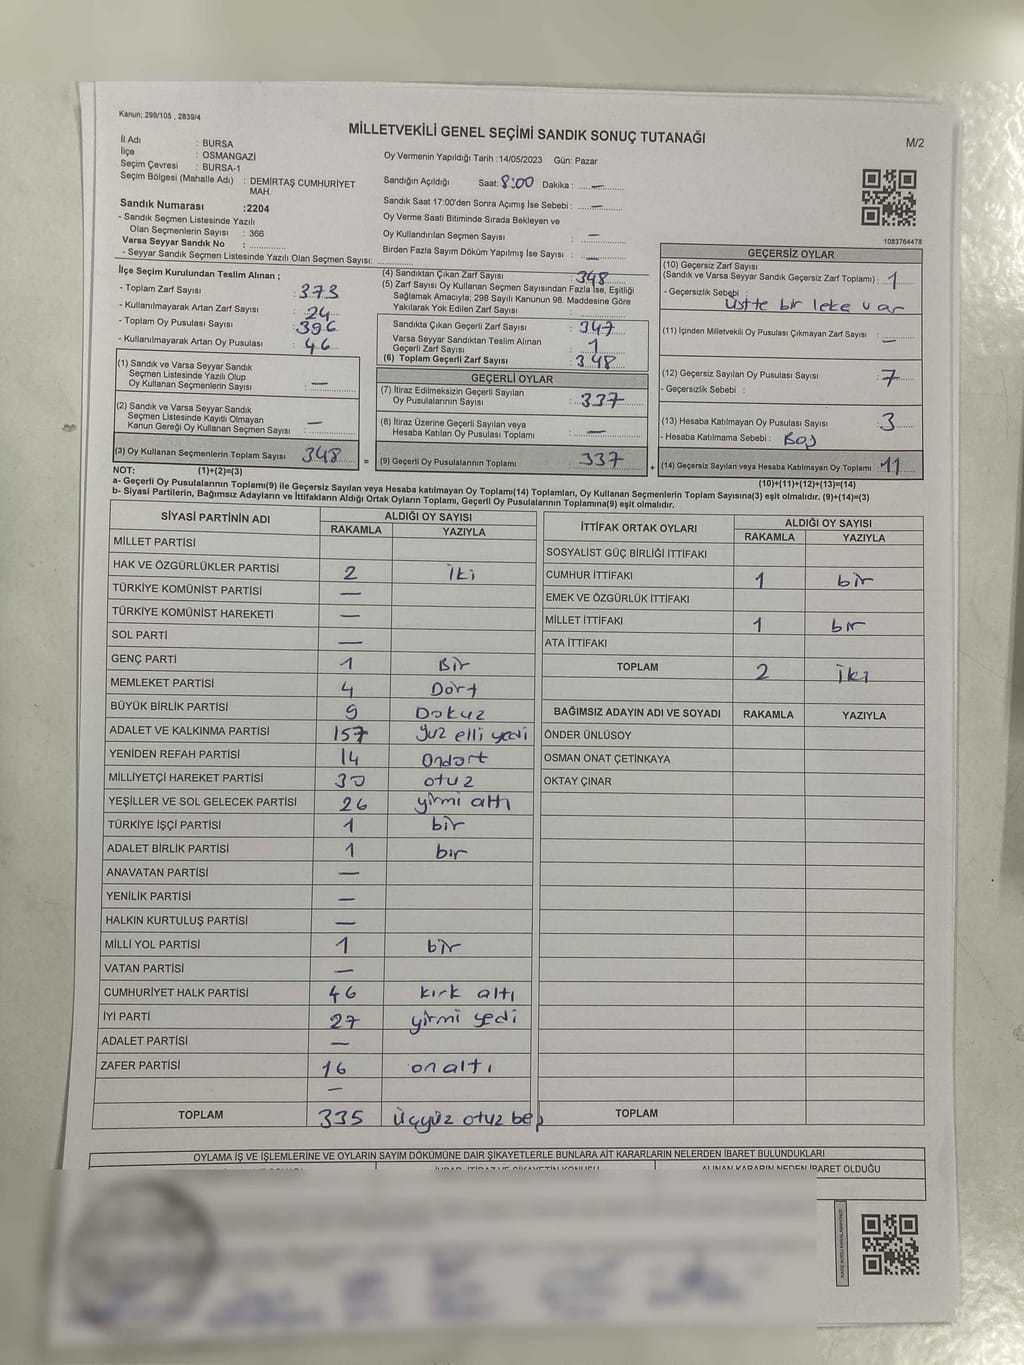 Kanun; 298/105 , 2839/4
MİLLETVEKİLİ GENEL SEÇİMİ SANDIK SONUÇ TUTANAĞI
M/2
İl Adı : BURSA
İlçe : OSMANGAZİ
Seçim Çevresi : BURSA-1
Seçim Bölgesi (Mahalle Adı) : DEMİRTAŞ CUMHURİYET MAH.
Sandık Numarası :2204
- Sandık Seçmen Listesinde Yazılı
Olan Seçmenlerin Sayısı : 366
Varsa Seyyar Sandık No :
- Seyyar Sandık Seçmen Listesinde Yazılı Olan Seçmen Sayısı:
Oy Vermenin Yapıldığı Tarih :14/05/2023 Gün: Pazar
Sandığın Açıldığı Saat: 8:00 Dakika : —
Sandık Saat 17:00'den Sonra Açımış İse Sebebi : —
Oy Verme Saati Bitiminde Sırada Bekleyen ve
Oy Kullandırılan Seçmen Sayısı : —
Birden Fazla Sayım Döküm Yapılmış İse Sayısı : —
1083764478
İlçe Seçim Kurulundan Teslim Alınan ;
- Toplam Zarf Sayısı : 373
- Kullanılmayarak Artan Zarf Sayısı : 24
- Toplam Oy Pusulası Sayısı : 396
- Kullanılmayarak Artan Oy Pusulası : 46
(1) Sandık ve Varsa Seyyar Sandık
Seçmen Listesinde Yazılı Olup
Oy Kullanan Seçmenlerin Sayısı : —
(2) Sandık ve Varsa Seyyar Sandık
Seçmen Listesinde Kayıtlı Olmayan
Kanun Gereği Oy Kullanan Seçmen Sayısı : —
(3) Oy Kullanan Seçmenlerin Toplam Sayısı 348
(4) Sandıktan Çıkan Zarf Sayısı : 348
(5) Zarf Sayısı Oy Kullanan Seçmen Sayısından Fazla İse, Eşitliği
Sağlamak Amacıyla; 298 Sayılı Kanunun 98. Maddesine Göre
Yakılarak Yok Edilen Zarf Sayısı :
Sandıkta Çıkan Geçerli Zarf Sayısı : 347
Varsa Seyyar Sandıktan Teslim Alınan
Geçerli Zarf Sayısı : 1
(6) Toplam Geçerli Zarf Sayısı : 348
GEÇERLİ OYLAR
(7) İtiraz Edilmeksizin Geçerli Sayılan
Oy Pusulalarının Sayısı : 337
(8) İtiraz Üzerine Geçerli Sayılan veya
Hesaba Katılan Oy Pusulası Toplamı : —
= (9) Geçerli Oy Pusulalarının Toplamı : 337
GEÇERSİZ OYLAR
(10) Geçersiz Zarf Sayısı
(Sandık ve Varsa Seyyar Sandık Geçersiz Zarf Toplamı) : 1
- Geçersizlik Sebebi : Üstte bir leke var
(11) İçinden Milletvekili Oy Pusulası Çıkmayan Zarf Sayısı : —
(12) Geçersiz Sayılan Oy Pusulası Sayısı : 7
- Geçersizlik Sebebi :
(13) Hesaba Katılmayan Oy Pusulası Sayısı : 3
- Hesaba Katılmama Sebebi : Boş
+ (14) Geçersiz Sayılan veya Hesaba Katılmayan Oy Toplamı 11
NOT: (1)+(2)=(3)
(10)+(11)+(12)+(13)=(14)
a- Geçerli Oy Pusulalarının Toplamı(9) ile Geçersiz Sayılan veya Hesaba katılmayan Oy Toplamı(14) Toplamları, Oy Kullanan Seçmenlerin Toplam Sayısına(3) eşit olmalıdır. (9)+(14)=(3)
b- Siyasi Partilerin, Bağımsız Adayların ve İttifakların Aldığı Ortak Oyların Toplamı, Geçerli Oy Pusulalarının Toplamına(9) eşit olmalıdır.
SİYASİ PARTİNİN ADI
ALDIĞI OY SAYISI
RAKAMLA YAZIYLA
MİLLET PARTİSİ
HAK VE ÖZGÜRLÜKLER PARTİSİ 2 iki
TÜRKİYE KOMÜNİST PARTİSİ —
TÜRKİYE KOMÜNİST HAREKETİ —
SOL PARTİ —
GENÇ PARTİ 1 Bir
MEMLEKET PARTİSİ 4 Dört
BÜYÜK BİRLİK PARTİSİ 9 Dokuz
ADALET VE KALKINMA PARTİSİ 157 yüz elli yedi
YENİDEN REFAH PARTİSİ 14 Ondört
MİLLİYETÇİ HAREKET PARTİSİ 30 otuz
YEŞİLLER VE SOL GELECEK PARTİSİ 26 yirmi altı
TÜRKİYE İŞÇİ PARTİSİ 1 bir
ADALET BİRLİK PARTİSİ 1 bir
ANAVATAN PARTİSİ —
YENİLİK PARTİSİ —
HALKIN KURTULUŞ PARTİSİ —
MİLLİ YOL PARTİSİ 1 bir
VATAN PARTİSİ —
CUMHURİYET HALK PARTİSİ 46 kırk altı
İYİ PARTİ 27 yirmi yedi
ADALET PARTİSİ —
ZAFER PARTİSİ 16 on altı
—
TOPLAM 335 üçyüz otuz beş
İTTİFAK ORTAK OYLARI
ALDIĞI OY SAYISI
RAKAMLA YAZIYLA
SOSYALİST GÜÇ BİRLİĞİ İTTİFAKI
CUMHUR İTTİFAKI 1 bir
EMEK VE ÖZGÜRLÜK İTTİFAKI
MİLLET İTTİFAKI 1 bir
ATA İTTİFAKI
TOPLAM 2 iki
BAĞIMSIZ ADAYIN ADI VE SOYADI RAKAMLA YAZIYLA
ÖNDER ÜNLÜSOY
OSMAN ONAT ÇETİNKAYA
OKTAY ÇINAR
TOPLAM
OYLAMA İŞ VE İŞLEMLERİNE VE OYLARIN SAYIM DÖKÜMÜNE DAİR ŞİKAYETLERLE BUNLARA AİT KARARLARIN NELERDEN İBARET BULUNDUKLARI
ALINAN KARARIN NEDEN İBARET OLDUĞU